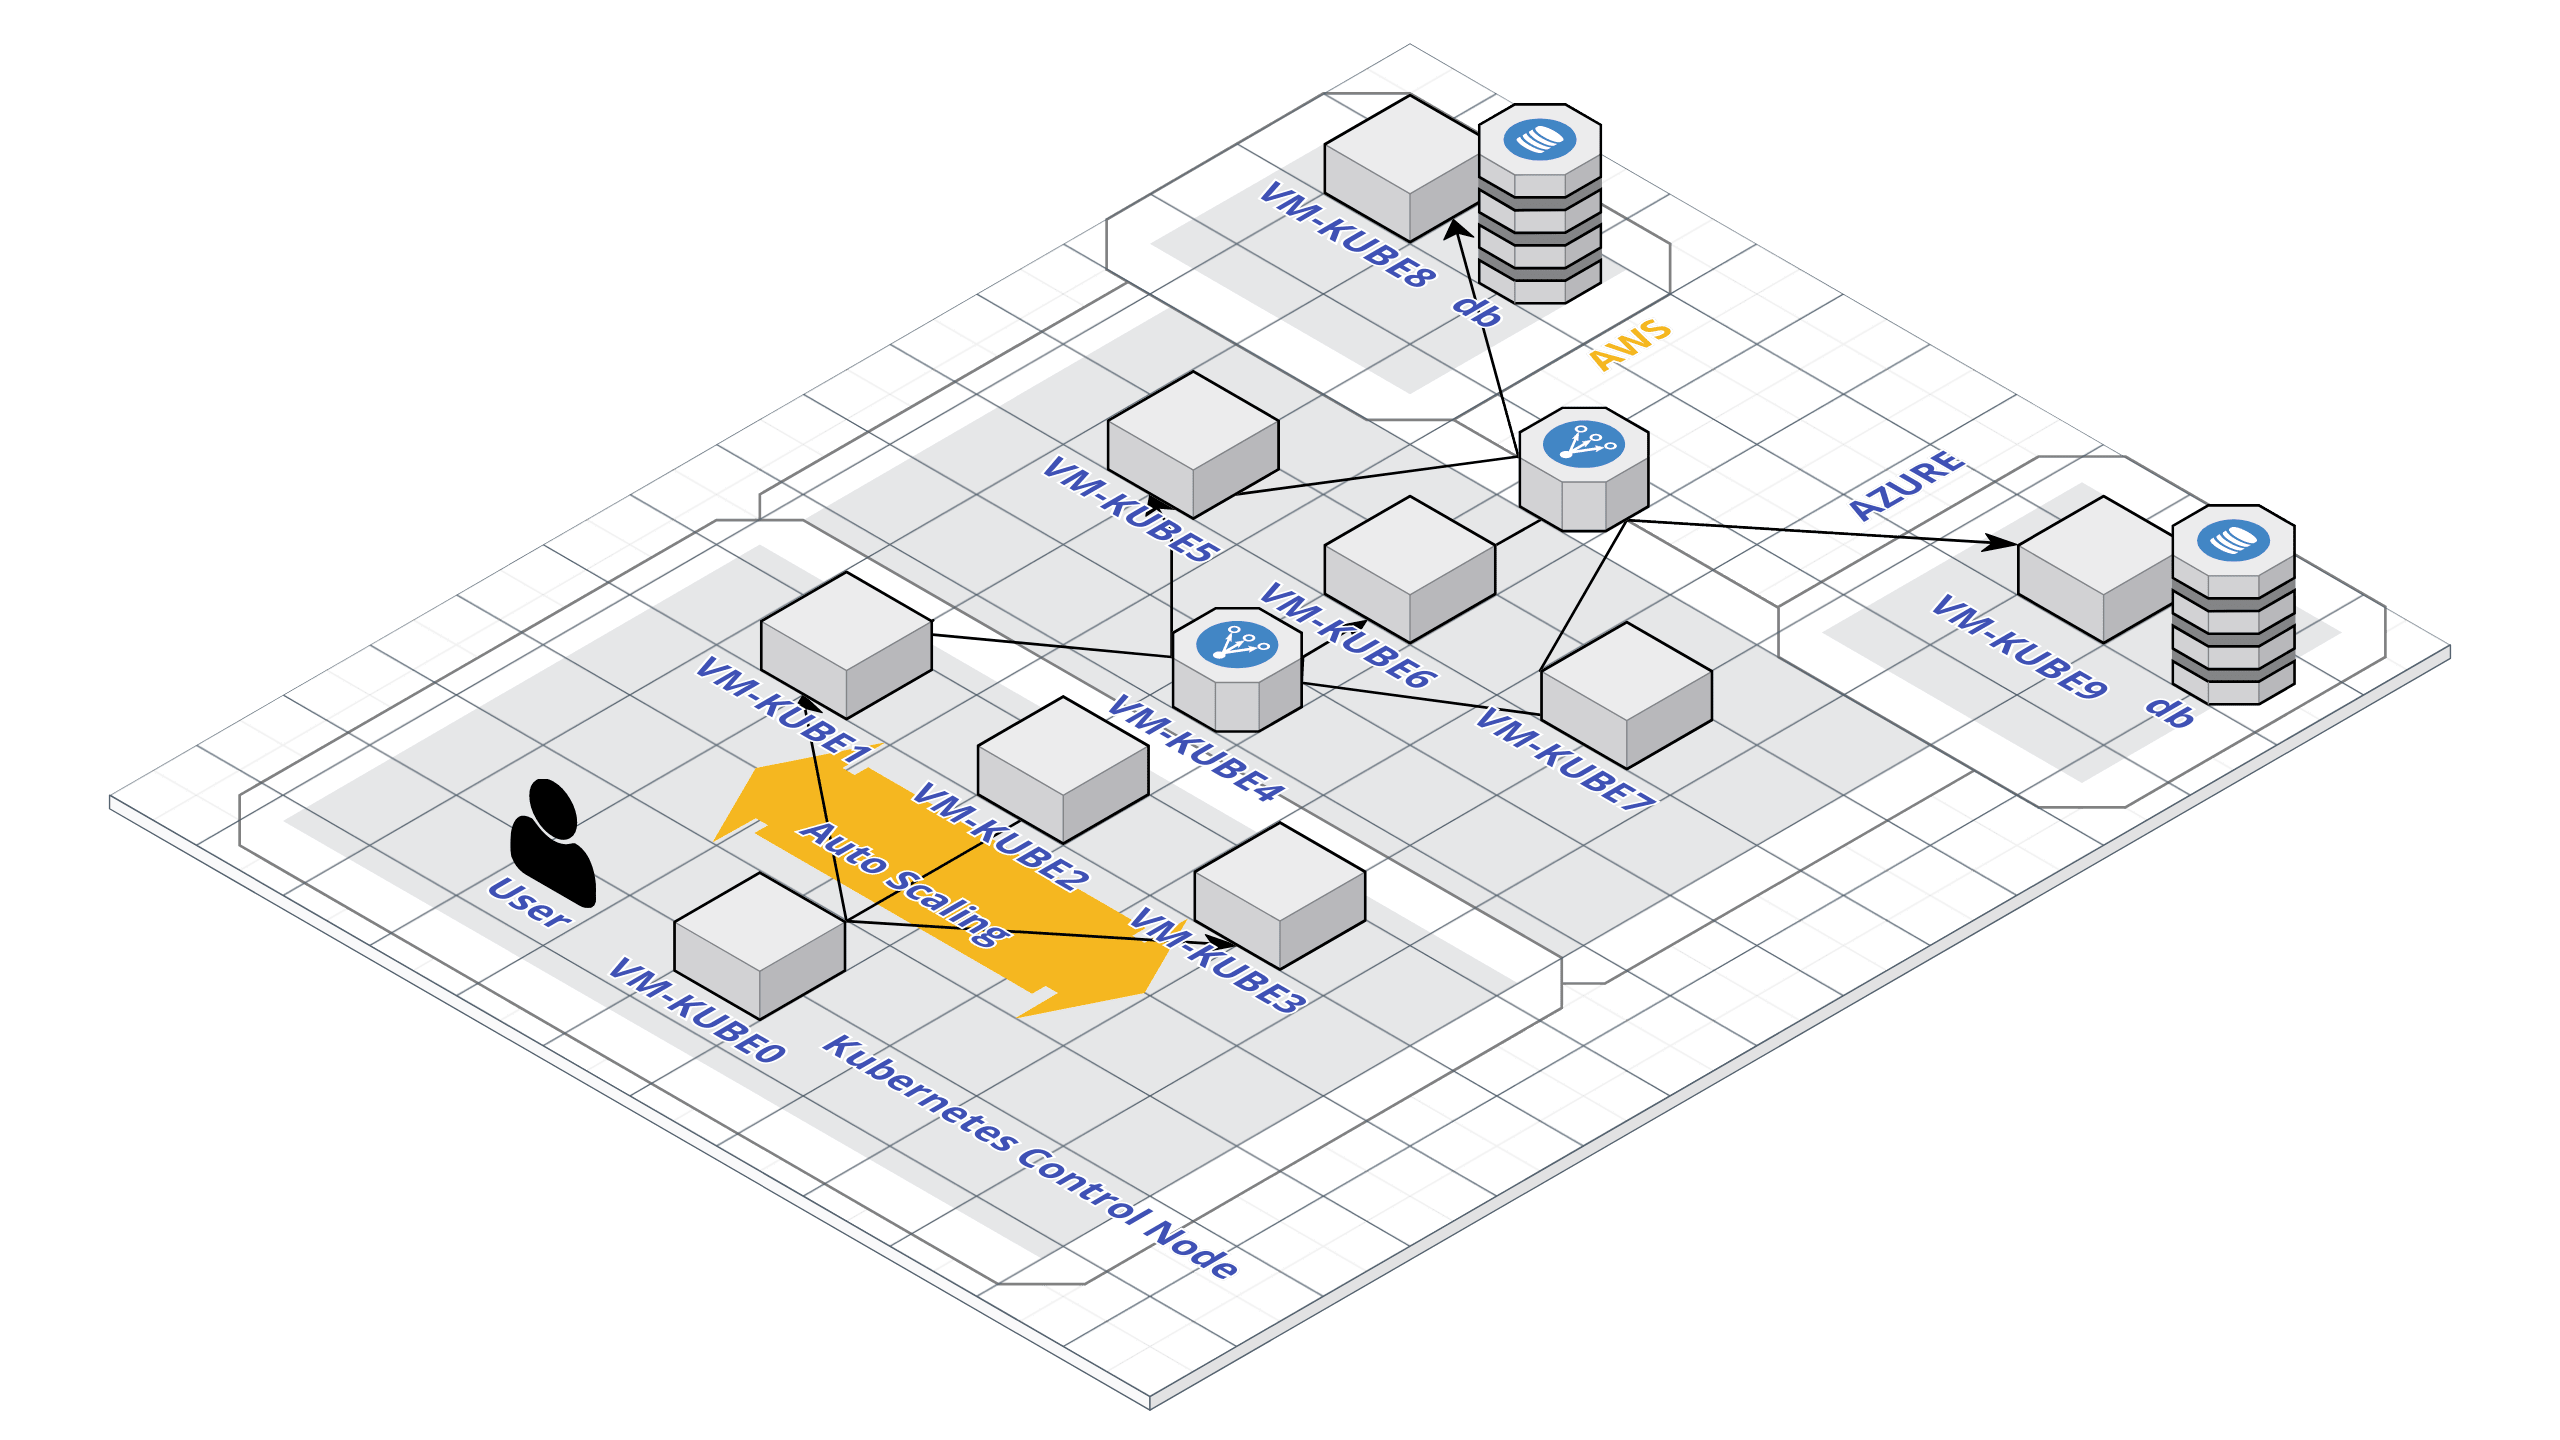 VM-KUBE8
db
AWS
VM-KUBE5
AZURE
VM-KUBE6
VM-KUBE9
db
VM-KUBE1
VM-KUBE4
VM-KUBE7
VM-KUBE2
Auto Scaling
User
VM-KUBE3
VM-KUBE0
Kubernetes Control Node